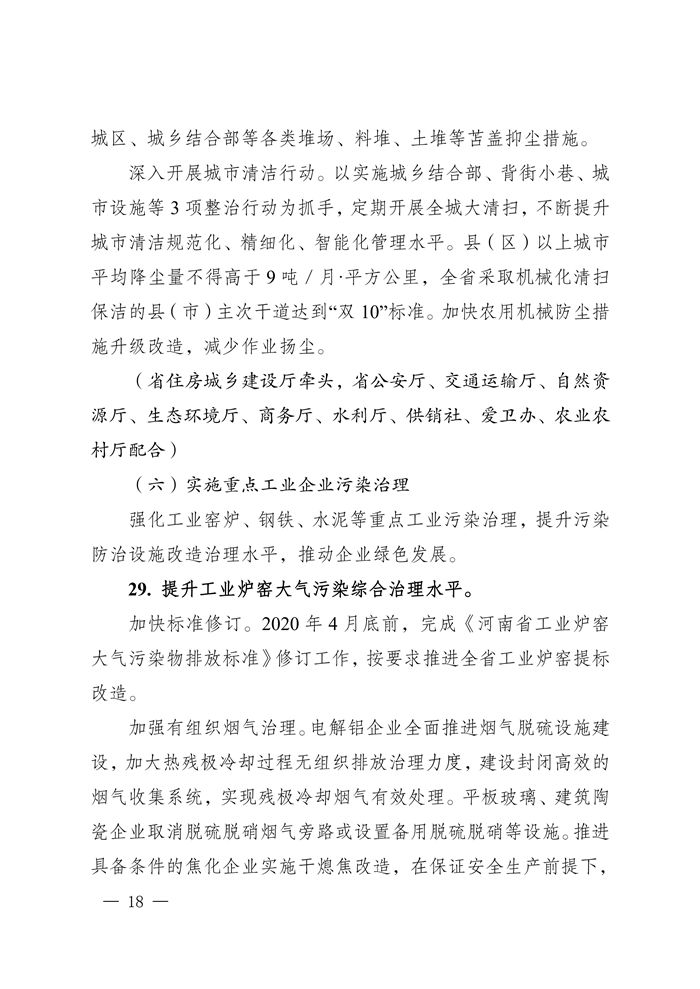 城区、城乡结合部等各类堆场、料堆、土堆等苫盖抑尘措施。
深入开展城市清洁行动。以实施城乡结合部、背街小巷、城
市设施等 3 项整治行动为抓手，定期开展全城大清扫，不断提升
城市清洁规范化、精细化、智能化管理水平。县（区）以上城市
平均降尘量不得高于 9 吨 / 月·平方公里，全省采取机械化清扫
保洁的县（市）主次干道达到“双 10”标准。加快农用机械防尘措
施升级改造，减少作业扬尘。
（省住房城乡建设厅牵头，省公安厅、交通运输厅、自然资
源厅、生态环境厅、商务厅、水利厅、供销社、爱卫办、农业农
村厅配合）
（六）实施重点工业企业污染治理
强化工业窑炉、钢铁、水泥等重点工业污染治理，提升污染
防治设施改造治理水平，推动企业绿色发展。
29. 提升工业炉窑大气污染综合治理水平。
加快标准修订。2020 年 4 月底前，完成《河南省工业炉窑
大气污染物排放标准》修订工作，按要求推进全省工业炉窑提标
改造。
加强有组织烟气治理。电解铝企业全面推进烟气脱硫设施建
设，加大热残极冷却过程无组织排放治理力度，建设封闭高效的
烟气收集系统，实现残极冷却烟气有效处理。平板玻璃、建筑陶
瓷企业取消脱硫脱硝烟气旁路或设置备用脱硫脱硝等设施。推进
具备条件的焦化企业实施干熄焦改造，在保证安全生产前提下，
— 18 —